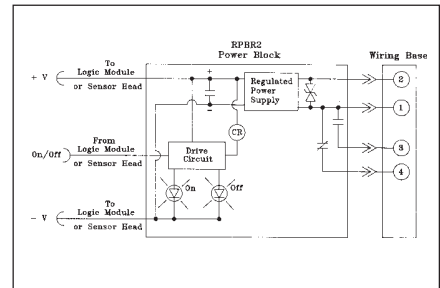 RPBR2
Power Block
Wiring Base
To
+ V
Logic Module
or Sensor Head
+
−
Regulated
Power
Supply
2
1
CR
From
On/Off
Logic Module
or Sensor Head
Drive
Circuit
3
4
On
Off
To
− V
Logic Module
or Sensor Head